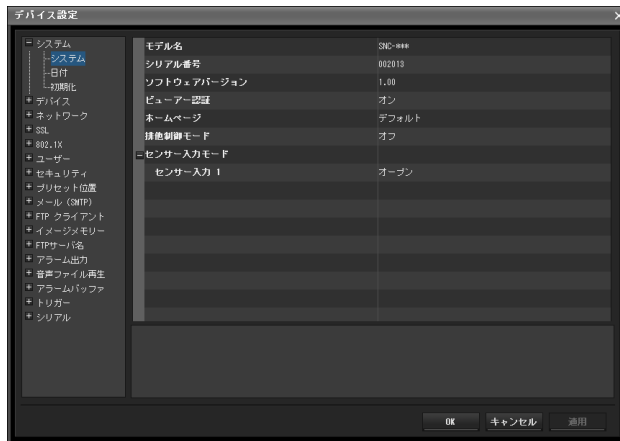 デバイス設定
システム
システム
日付
初期化
デバイス
ネットワーク
SSL
802.1X
ユーザー
セキュリティ
プリセット位置
メール (SMTP)
FTP クライアント
イメージメモリー
FTPサーバ名
アラーム出力
音声ファイル再生
アラームバッファ
トリガー
シリアル
モデル名 SNC-***
シリアル番号 002013
ソフトウェアバージョン 1.00
ビューアー認証 オン
ホームページ デフォルト
排他制御モード オフ
センサー入力モード
センサー入力 1 オープン
OK キャンセル 適用